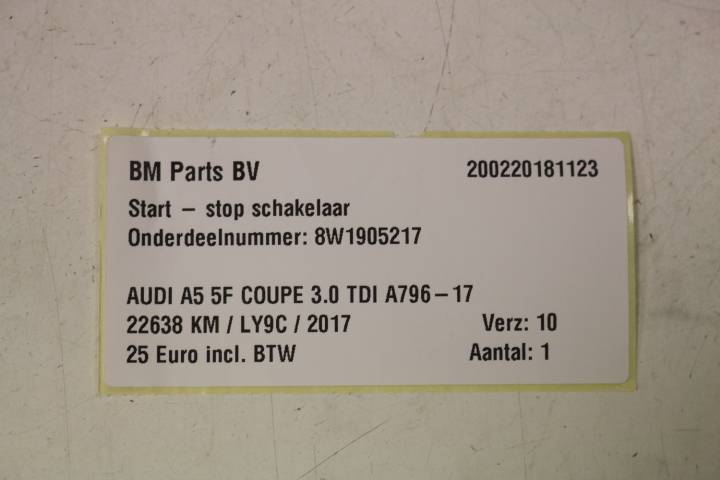 BM Parts BV 200220181123
Start – stop schakelaar
Onderdeelnummer: 8W1905217
AUDI A5 5F COUPE 3.0 TDI A796–17
22638 KM / LY9C / 2017 Verz: 10
25 Euro incl. BTW Aantal: 1